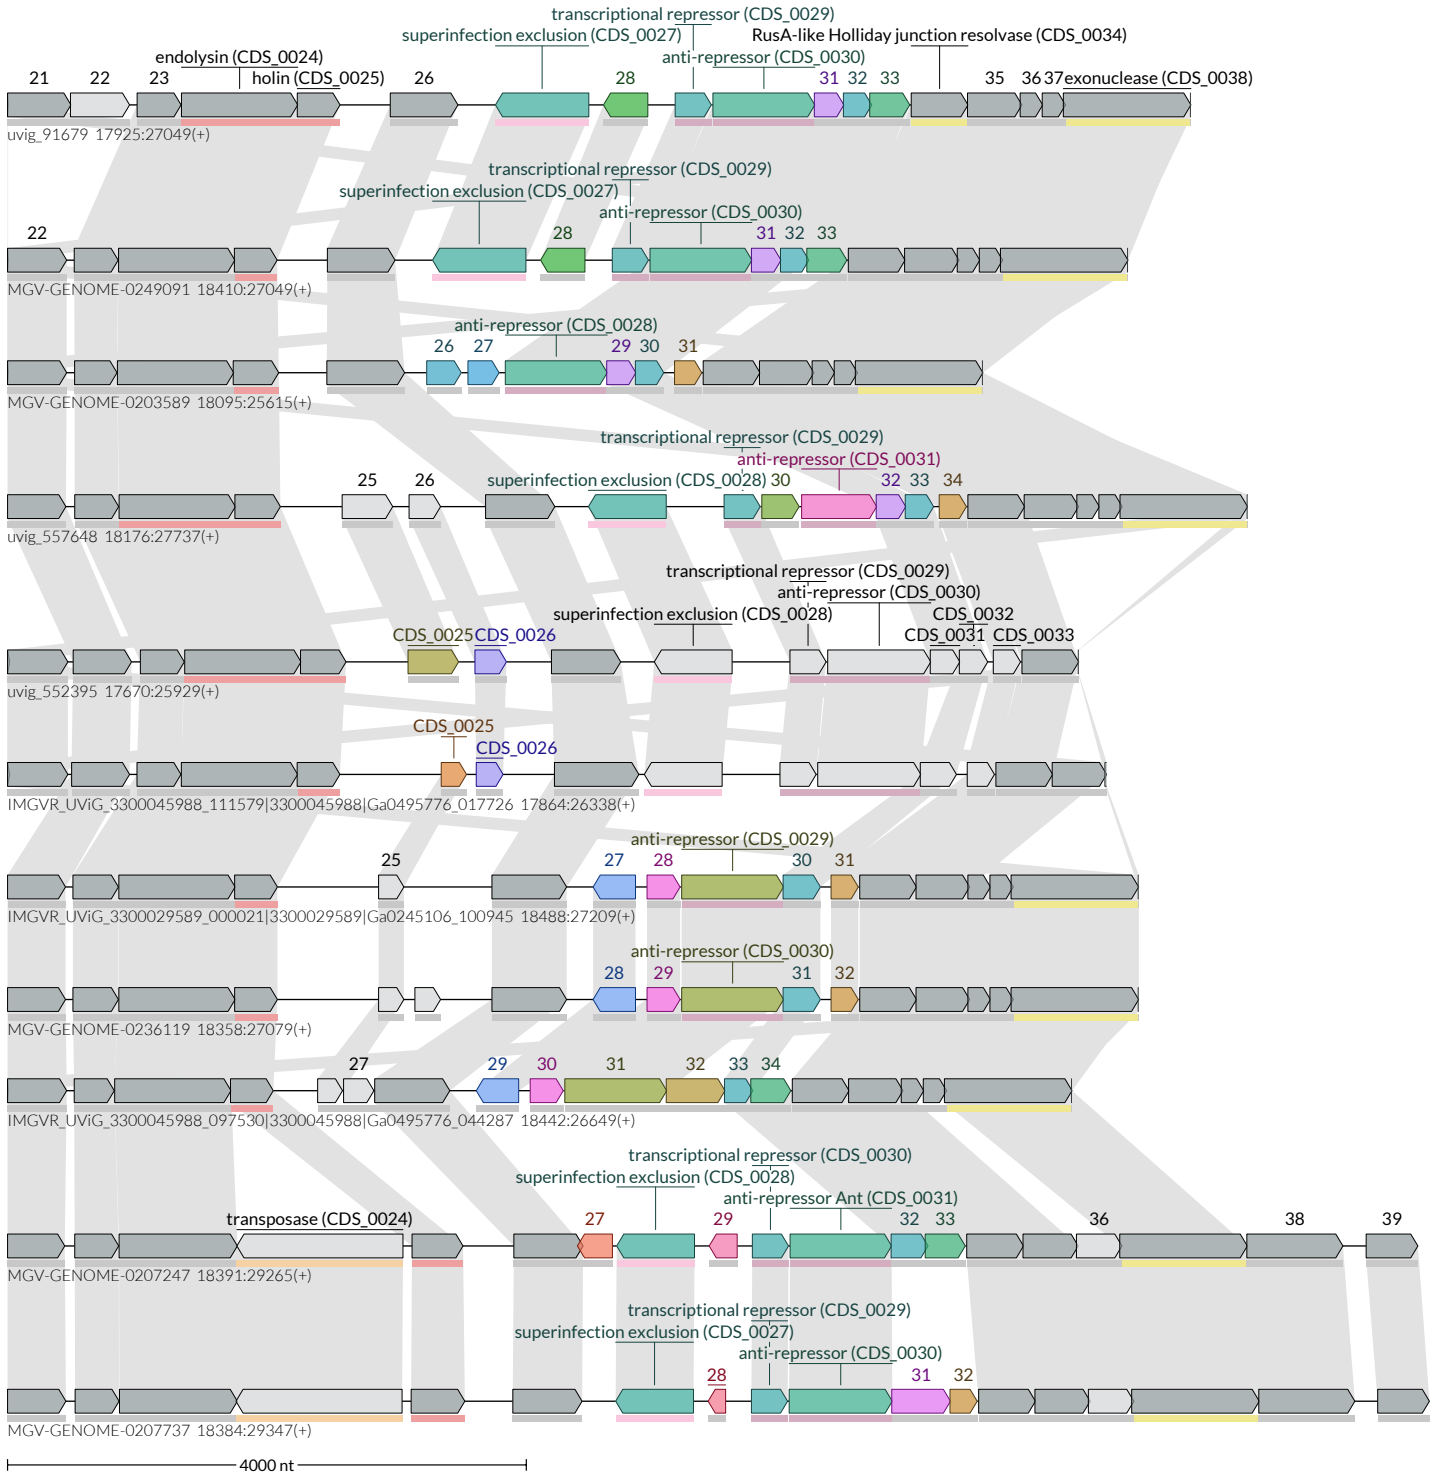 transcriptional repressor (CDS_0029)
superinfection exclusion (CDS_0027)
RusA-like Holliday junction resolvase (CDS_0034)
endolysin (CDS_0024)
anti-repressor (CDS_0030)
21 22 23 holin (CDS_0025) 26 28 31 32 33 35 36 37 exonuclease (CDS_0038)
uvig_91679 17925:27049(+)
transcriptional repressor (CDS_0029)
superinfection exclusion (CDS_0027)
anti-repressor (CDS_0030)
22 28 31 32 33
MGV-GENOME-0249091 18410:27049(+)
anti-repressor (CDS_0028)
26 27 29 30 31
MGV-GENOME-0203589 18095:25615(+)
transcriptional repressor (CDS_0029)
anti-repressor (CDS_0031)
25 26 superinfection exclusion (CDS_0028) 30 32 33 34
uvig_557648 18176:27737(+)
transcriptional repressor (CDS_0029)
anti-repressor (CDS_0030)
superinfection exclusion (CDS_0028) CDS_0032
CDS_0025 CDS_0026 CDS_0031 CDS_0033
uvig_552395 17670:25929(+)
CDS_0025
CDS_0026
IMGVR_UViG_3300045988_111579|3300045988|Ga0495776_017726 17864:26338(+)
anti-repressor (CDS_0029)
25 27 28 30 31
IMGVR_UViG_3300029589_000021|3300029589|Ga0245106_100945 18488:27209(+)
anti-repressor (CDS_0030)
28 29 31 32
MGV-GENOME-0236119 18358:27079(+)
27 29 30 31 32 33 34
IMGVR_UViG_3300045988_097530|3300045988|Ga0495776_044287 18442:26649(+)
transcriptional repressor (CDS_0030)
superinfection exclusion (CDS_0028)
anti-repressor Ant (CDS_0031)
transposase (CDS_0024) 27 29 32 33 36 38 39
MGV-GENOME-0207247 18391:29265(+)
transcriptional repressor (CDS_0029)
superinfection exclusion (CDS_0027)
anti-repressor (CDS_0030)
28 31 32
MGV-GENOME-0207737 18384:29347(+)
4000 nt